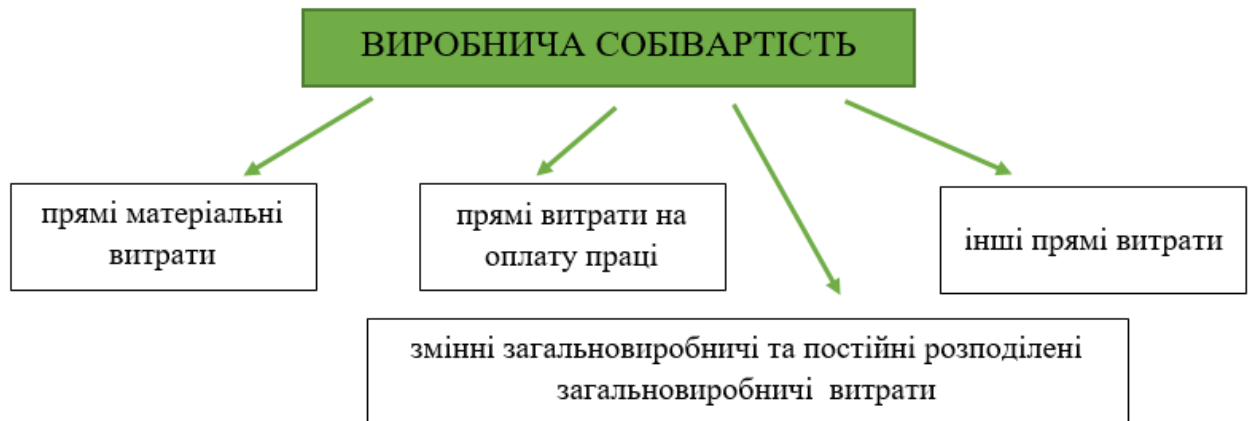 ВИРОБНИЧА СОБІВАРТІСТЬ
прямі матеріальні
витрати
прямі витрати на
оплату праці
інші прямі витрати
змінні загальновиробничі та постійні розподілені
загальновиробничі витрати